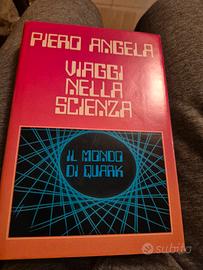 PIERO ANGELA
VIAGGI
NELLA
SCIENZA
IL MONDO
DI QUARK
subito